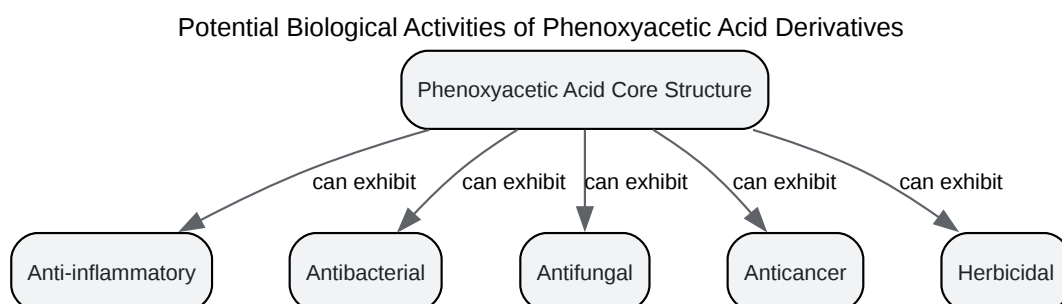 Potential Biological Activities of Phenoxyacetic Acid Derivatives
Phenoxyacetic Acid Core Structure
can exhibit
can exhibit
can exhibit
can exhibit
can exhibit
Anti-inflammatory
Antibacterial
Antifungal
Anticancer
Herbicidal